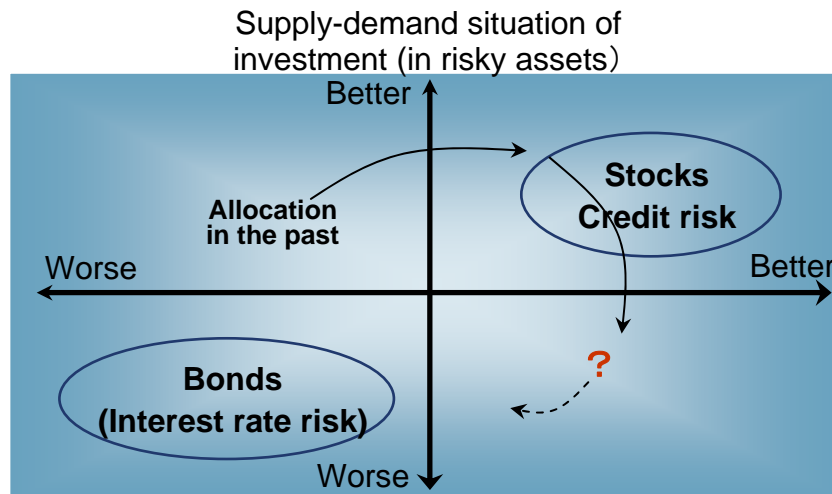 Supply-demand situation of
investment (in risky assets）
Better
Stocks
Credit risk
Allocation
in the past
Worse
Better
Bonds
(Interest rate risk)
?
Worse